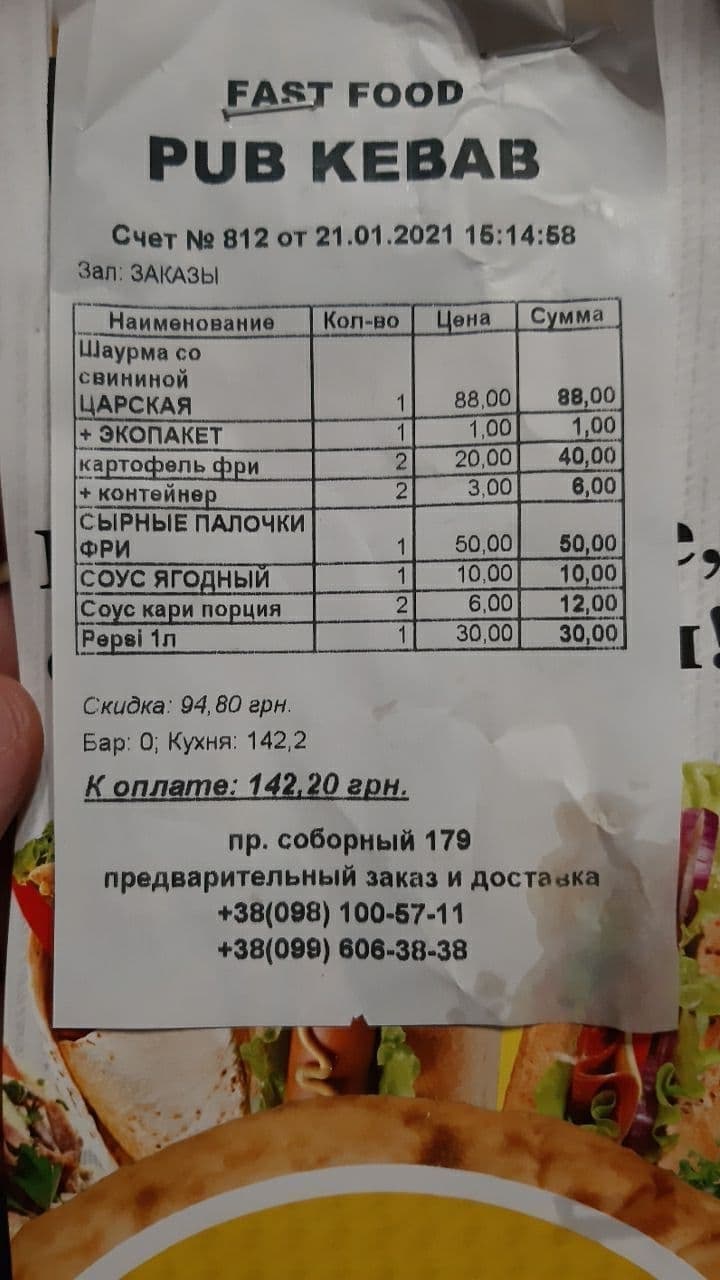 FAST FOOD
PUB KEBAB
Счет № 812 от 21.01.2021 15:14:58
Зал: ЗАКАЗЫ
Наименование Кол-во Цена Сумма
Шаурма со
свининой
ЦАРСКАЯ 1 88,00 88,00
+ ЭКОПАКЕТ 1 1,00 1,00
картофель фри 2 20,00 40,00
+ контейнер 2 3,00 6,00
СЫРНЫЕ ПАЛОЧКИ
ФРИ 1 50,00 50,00
СОУС ЯГОДНЫЙ 1 10,00 10,00
Соус кари порция 2 6,00 12,00
Pepsi 1л 1 30,00 30,00
Скидка: 94,80 грн.
Бар: 0; Кухня: 142,2
К оплате: 142,20 грн.
пр. соборный 179
предварительный заказ и доставка
+38(098) 100-57-11
+38(099) 606-38-38